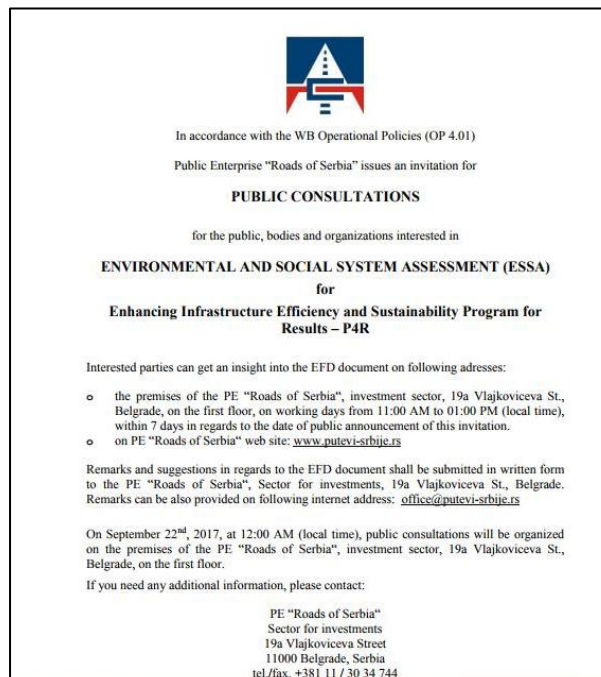 In accordance with the WB Operational Policies (OP 4.01)
Public Enterprise “Roads of Serbia” issues an invitation for
PUBLIC CONSULTATIONS
for the public, bodies and organizations interested in
ENVIRONMENTAL AND SOCIAL SYSTEM ASSESSMENT (ESSA)
for
Enhancing Infrastructure Efficiency and Sustainability Program for
Results – P4R
Interested parties can get an insight into the EFD document on following adresses:
o the premises of the PE “Roads of Serbia“, investment sector, 19a Vlajkoviceva St.,
Belgrade, on the first floor, on working days from 11:00 AM to 01:00 PM (local time),
within 7 days in regards to the date of public announcement of this invitation.
o on PE “Roads of Serbia“ web site: www.putevi-srbije.rs
Remarks and suggestions in regards to the EFD document shall be submitted in written form
to the PE “Roads of Serbia“, Sector for investments, 19a Vlajkoviceva St., Belgrade.
Remarks can be also provided on following internet address: office@putevi-srbije.rs
On September 22nd, 2017, at 12:00 AM (local time), public consultations will be organized
on the premises of the PE “Roads of Serbia“, investment sector, 19a Vlajkoviceva St.,
Belgrade, on the first floor.
If you need any additional information, please contact:
PE “Roads of Serbia“
Sector for investments
19a Vlajkoviceva Street
11000 Belgrade, Serbia
tel./fax. +381 11 / 30 34 744